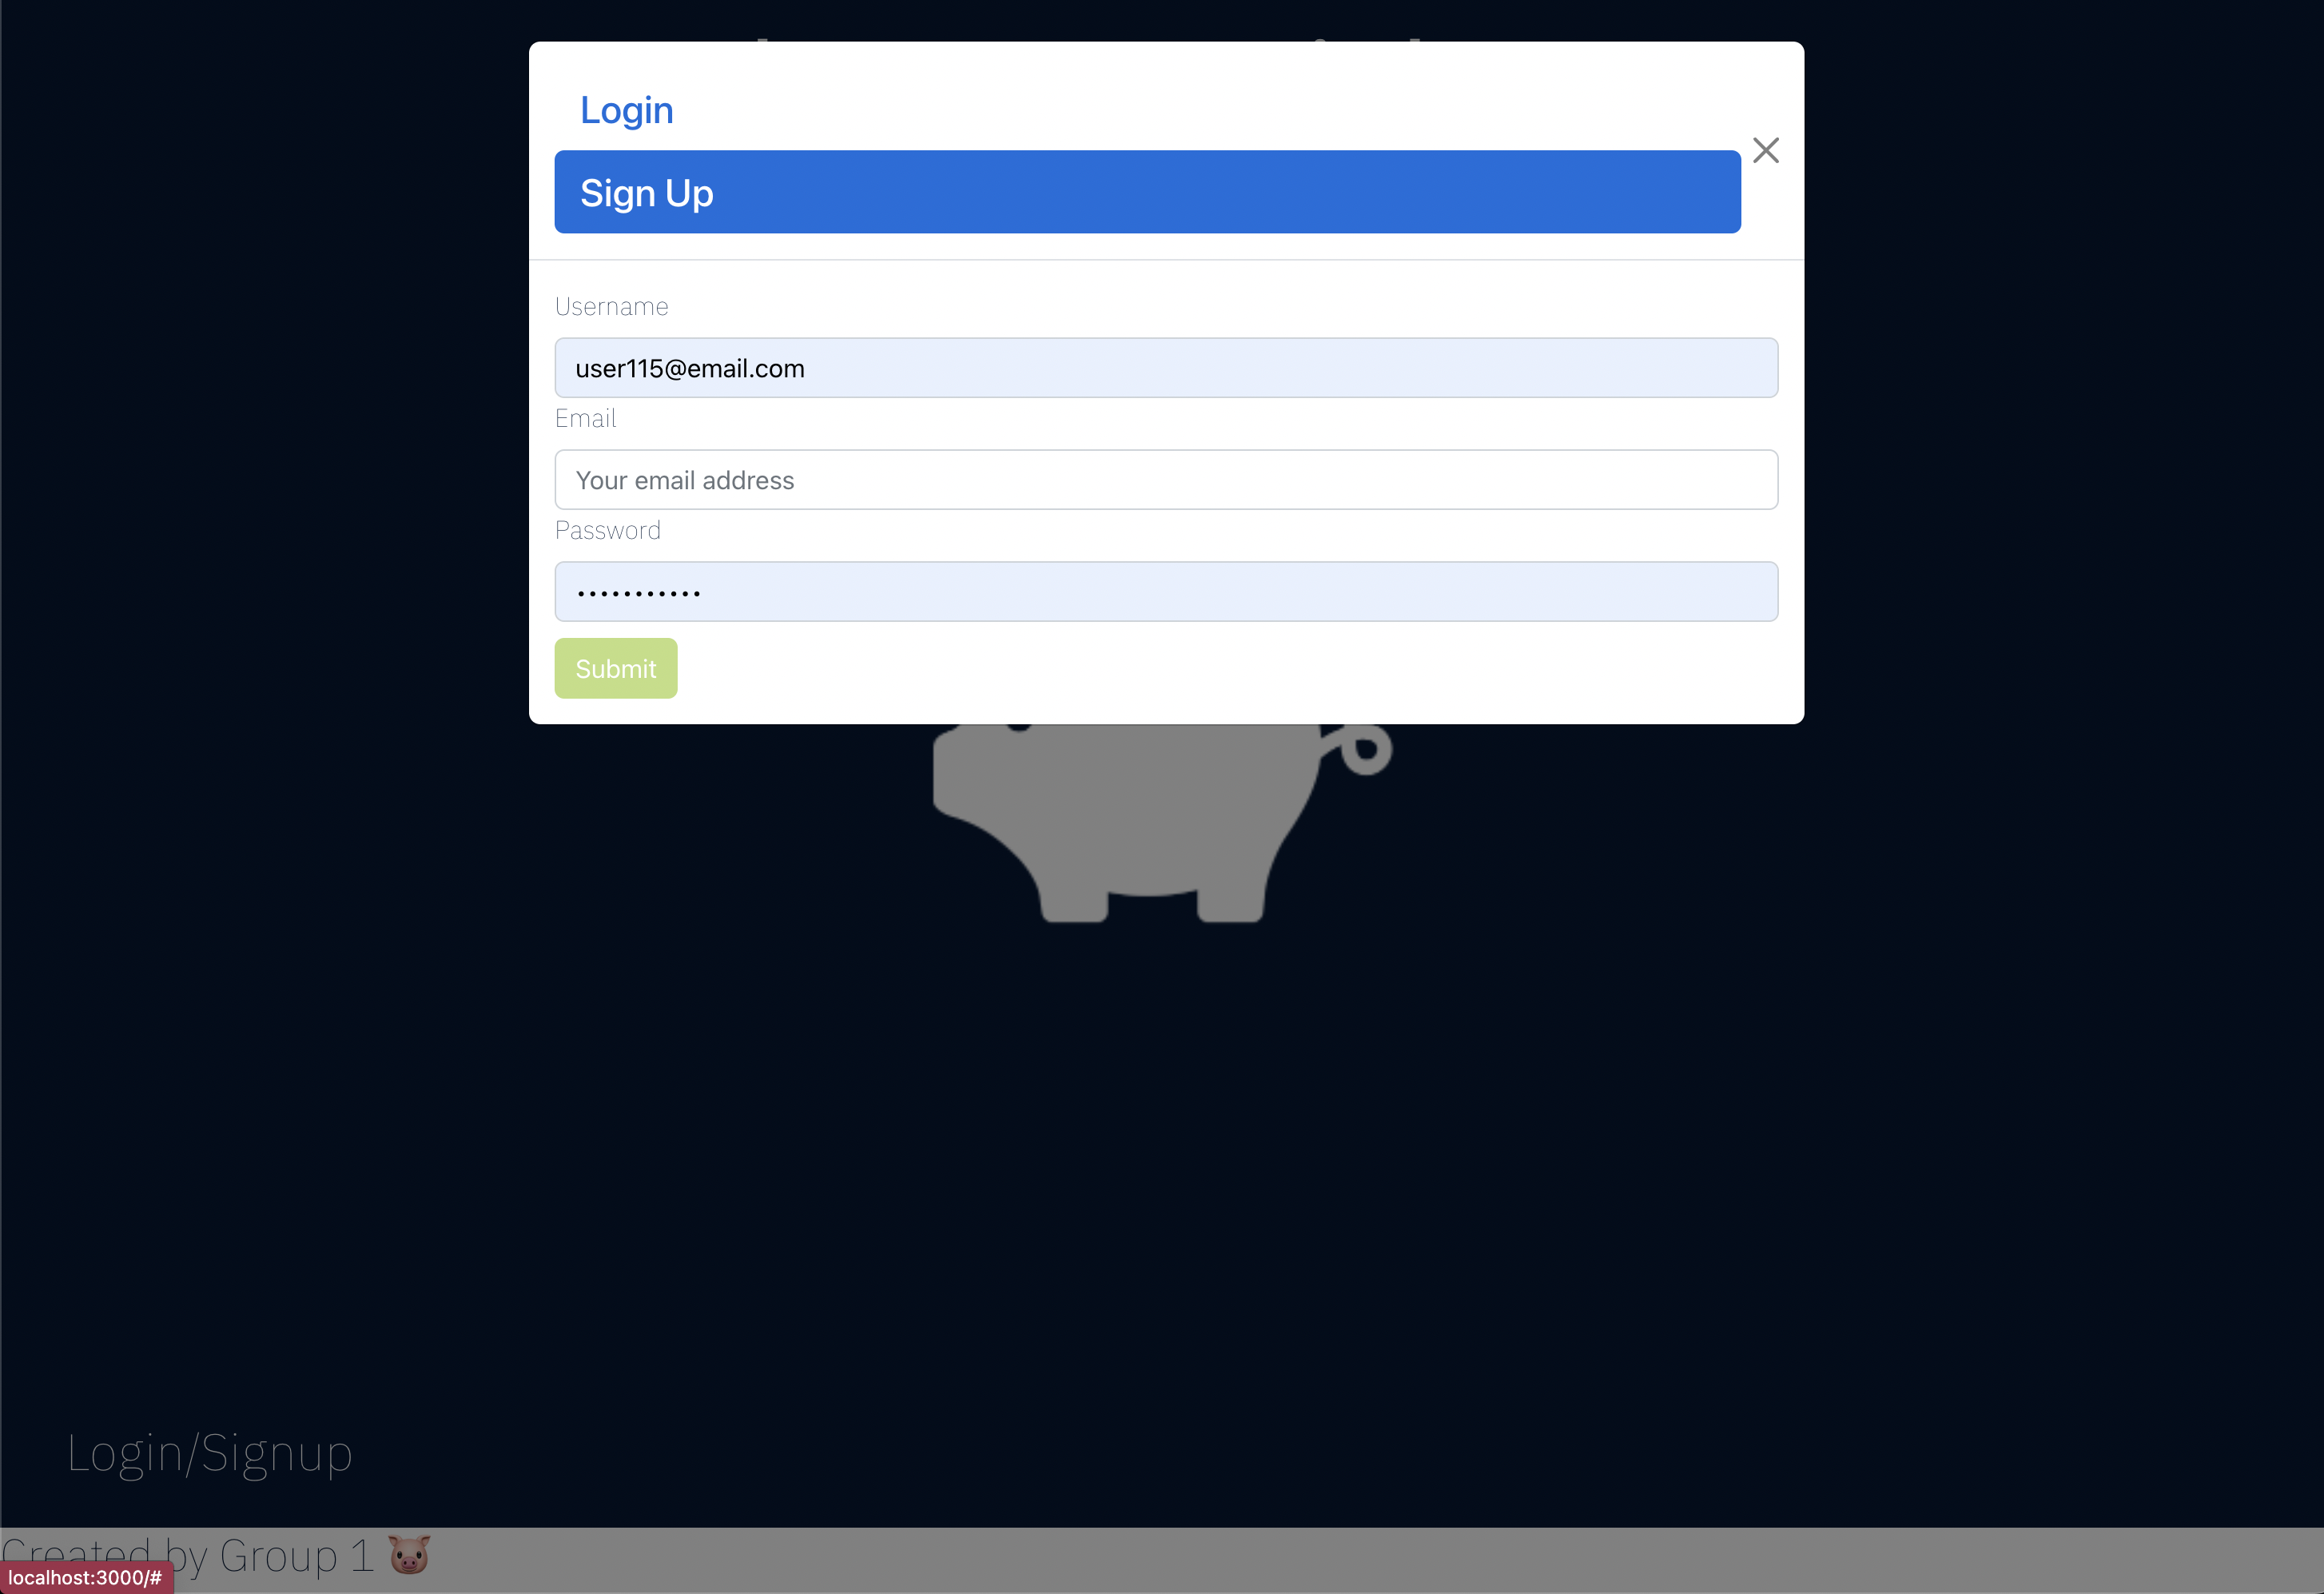 Login
Sign Up
Username
user115@email.com
Email
Your email address
Password
•••••••••••
Submit
Login/Signup
Created by Group 1 🐷
localhost:3000/#